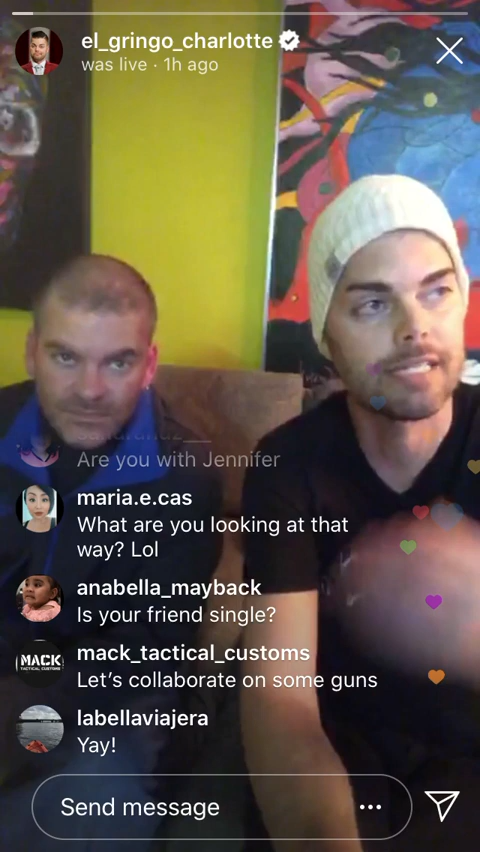 el_gringo_charlotte
was live · 1h ago
Are you with Jennifer
maria.e.cas
What are you looking at that
way? Lol
anabella_mayback
Is your friend single?
MACK
TACTICAL CUSTOMS
mack_tactical_customs
Let’s collaborate on some guns
labellaviajera
Yay!
Send message